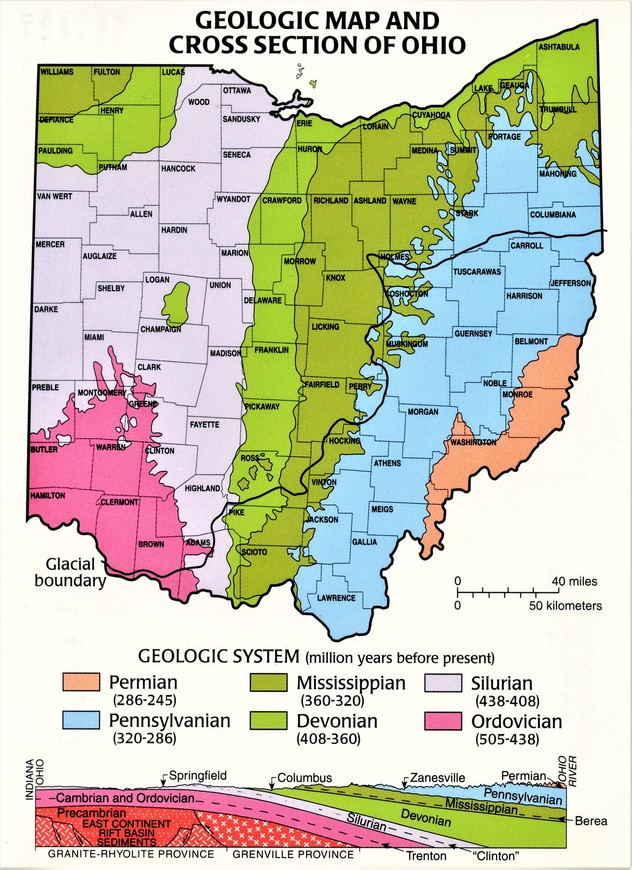 GEOLOGIC MAP AND
CROSS SECTION OF OHIO
ASHTABULA
WILLIAMS
FULTON
LUCAS
OTTAWA
LAKE
GEAUGA
WOOD
HENRY
SANDUSKY
ERIE
LORAIN
CUYAHOGA
TRUMBULL
DEFIANCE
PAULDING
SENECA
HURON
MEDINA
SUMMIT
PORTAGE
PUTNAM
HANCOCK
MAHONING
VAN WERT
WYANDOT
CRAWFORD
RICHLAND
ASHLAND
WAYNE
STARK
COLUMBIANA
ALLEN
HARDIN
MERCER
AUGLAIZE
MARION
MORROW
HOLMES
CARROLL
TUSCARAWAS
JEFFERSON
LOGAN
SHELBY
UNION
KNOX
COSHOCTON
HARRISON
DELAWARE
DARKE
CHAMPAIGN
LICKING
GUERNSEY
BELMONT
MIAMI
MADISON
FRANKLIN
MUSKINGUM
CLARK
PREBLE
MONTGOMERY
GREENE
FAIRFIELD
PERRY
NOBLE
MONROE
PICKAWAY
MORGAN
FAYETTE
BUTLER
WARREN
CLINTON
HOCKING
WASHINGTON
ROSS
ATHENS
HAMILTON
CLERMONT
HIGHLAND
VINTON
PIKE
JACKSON
MEIGS
BROWN
ADAMS
SCIOTO
GALLIA
LAWRENCE
Glacial
boundary
0 40 miles
0 50 kilometers
GEOLOGIC SYSTEM (million years before present)
Permian
(286-245)
Mississippian
(360-320)
Silurian
(438-408)
Pennsylvanian
(320-286)
Devonian
(408-360)
Ordovician
(505-438)
INDIANA
OHIO
Springfield
Columbus
Zanesville
Permian
OHIO
RIVER
Cambrian and Ordovician
Pennsylvanian
Mississippian
Precambrian
EAST CONTINENT
RIFT BASIN
SEDIMENTS
Silurian
Devonian
Berea
GRANITE-RHYOLITE PROVINCE
GRENVILLE PROVINCE
Trenton
"Clinton"